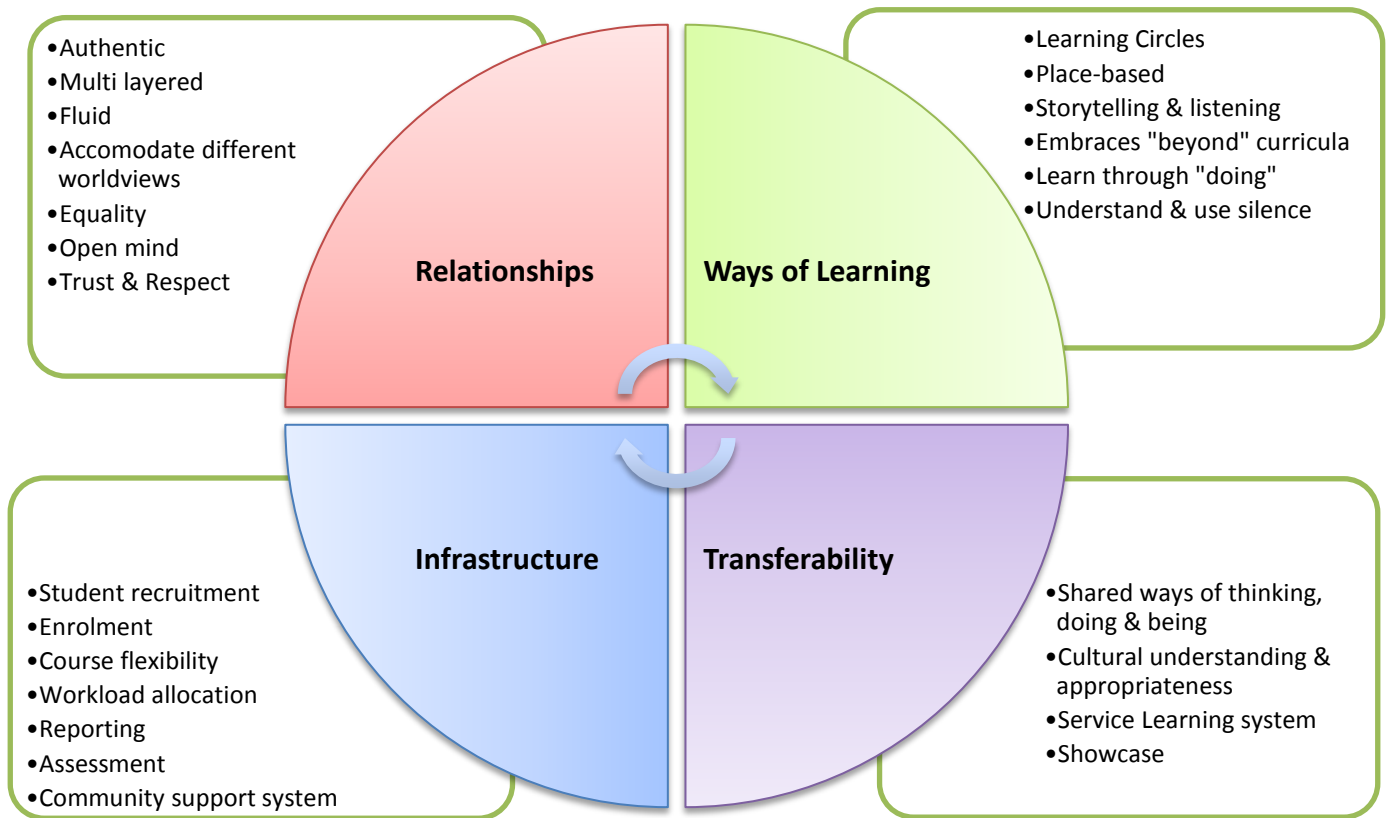 •Authentic
•Multi layered
•Fluid
•Accomodate different
worldviews
•Equality
•Open mind
•Trust & Respect
•Learning Circles
•Place-based
•Storytelling & listening
•Embraces "beyond" curricula
•Learn through "doing"
•Understand & use silence
Relationships
Ways of Learning
Infrastructure
Transferability
•Student recruitment
•Enrolment
•Course flexibility
•Workload allocation
•Reporting
•Assessment
•Community support system
•Shared ways of thinking,
doing & being
•Cultural understanding &
appropriateness
•Service Learning system
•Showcase